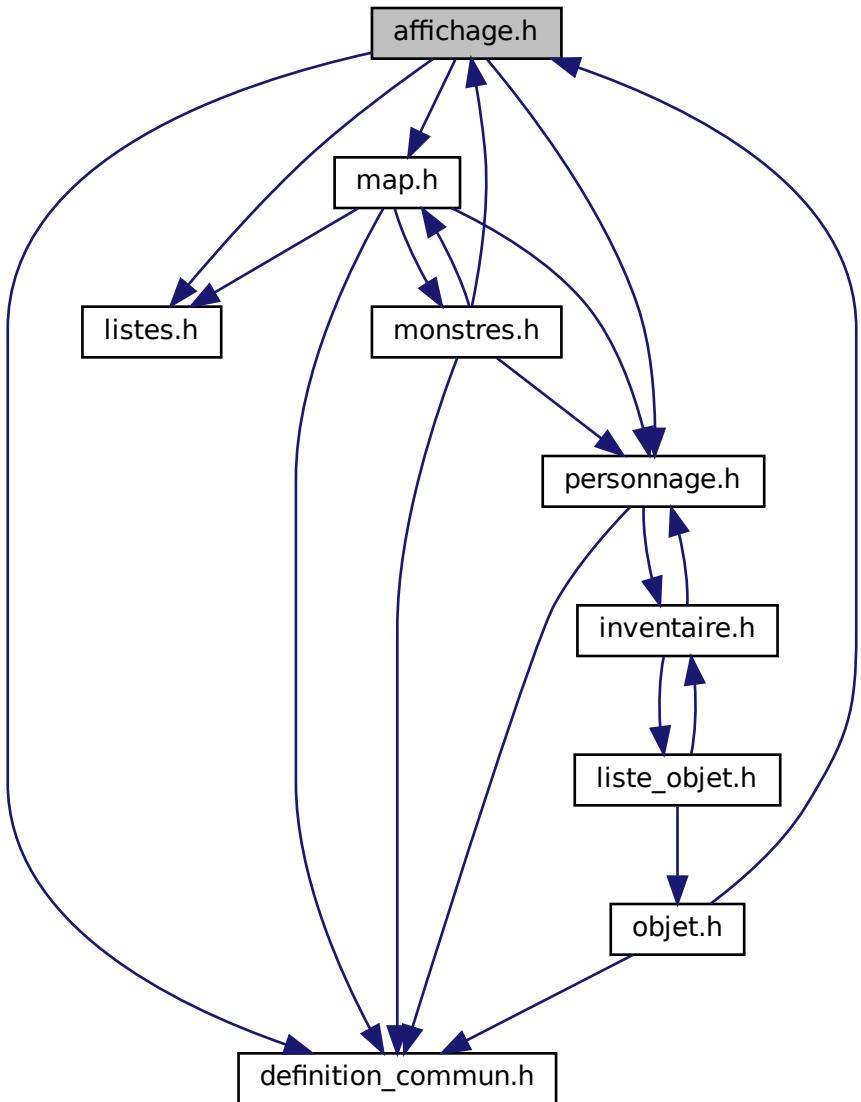 affichage.h
map.h
listes.h
monstres.h
personnage.h
inventaire.h
liste_objet.h
objet.h
definition_commun.h